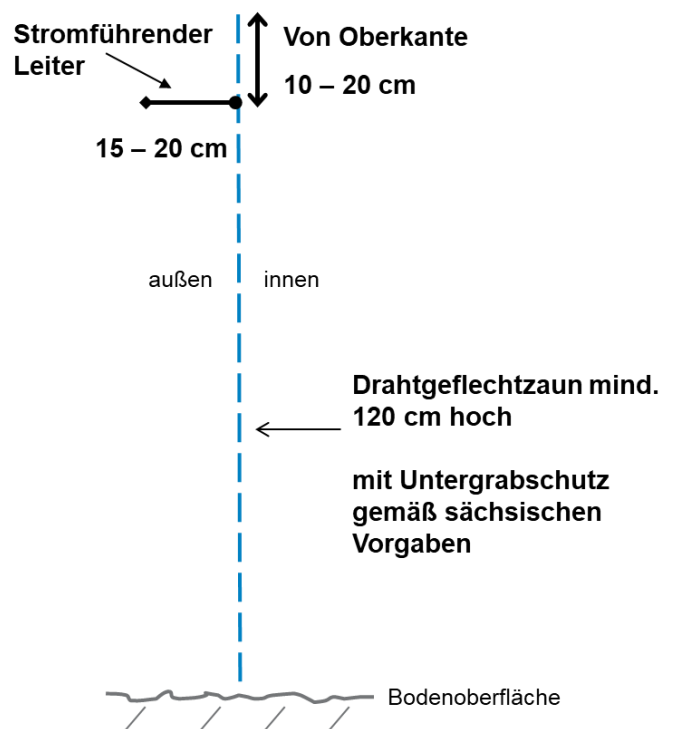 Stromführender
Leiter
Von Oberkante
10 – 20 cm
15 – 20 cm
außen
innen
Drahtgeflechtzaun mind.
120 cm hoch
mit Untergrabschutz
gemäß sächsischen
Vorgaben
Bodenoberfläche